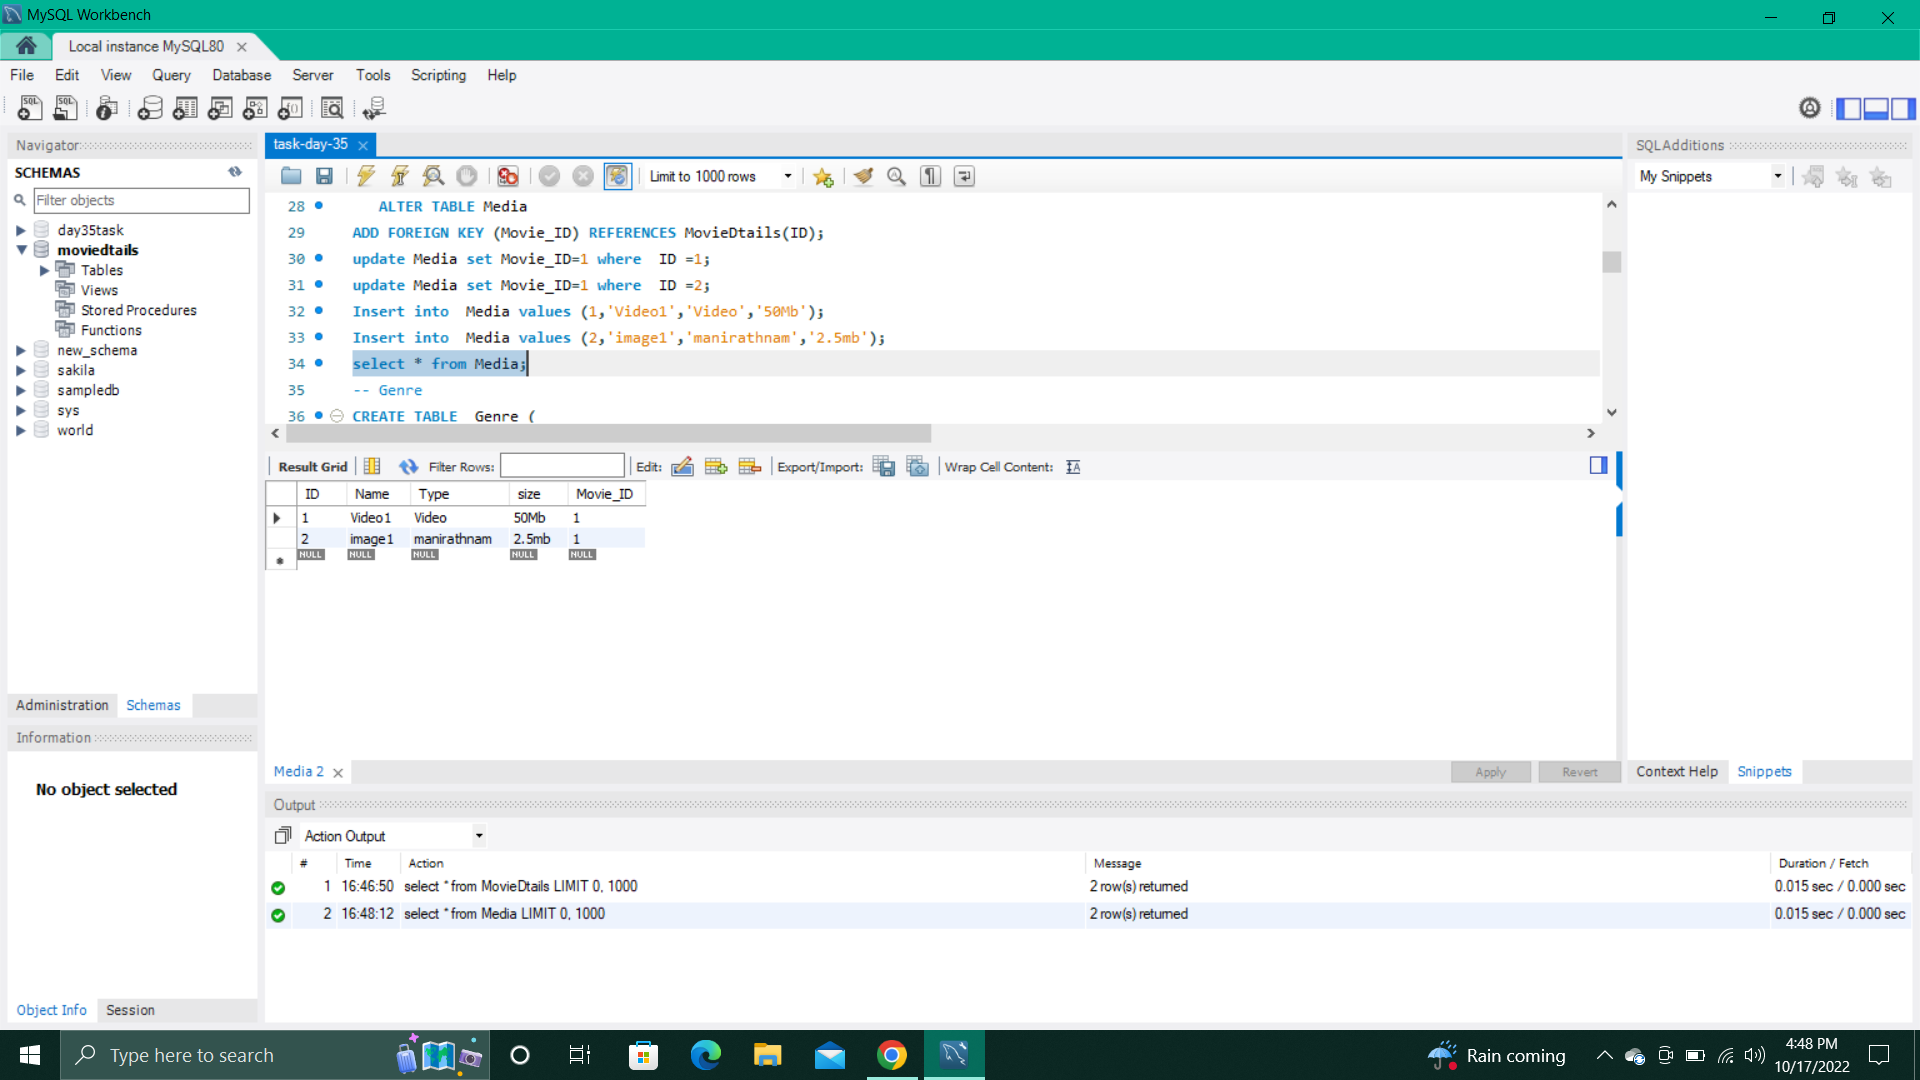 MySQL Workbench
Local instance MySQL80
File Edit View Query Database Server Tools Scripting Help
Navigator
SCHEMAS
Filter objects
day35task
moviedtails
Tables
Views
Stored Procedures
Functions
new_schema
sakila
sampledb
sys
world
Administration Schemas
Information
No object selected
Object Info Session
task-day-35
Limit to 1000 rows
28 ALTER TABLE Media
29 ADD FOREIGN KEY (Movie_ID) REFERENCES MovieDtails(ID);
30 update Media set Movie_ID=1 where  ID =1;
31 update Media set Movie_ID=1 where  ID =2;
32 Insert into  Media values (1,'Video1','Video','50Mb');
33 Insert into  Media values (2,'image1','manirathnam','2.5mb');
34 select * from Media;
35 -- Genre
36 CREATE TABLE  Genre (
Result Grid Filter Rows: Edit: Export/Import: Wrap Cell Content:
ID Name Type size Movie_ID
1 Video1 Video 50Mb 1
2 image1 manirathnam 2.5mb 1
NULL NULL NULL NULL NULL
Media 2 Apply Revert
SQLAdditions
My Snippets
Context Help Snippets
Output
Action Output
# Time Action Message Duration / Fetch
1 16:46:50 select * from MovieDtails LIMIT 0, 1000 2 row(s) returned 0.015 sec / 0.000 sec
2 16:48:12 select * from Media LIMIT 0, 1000 2 row(s) returned 0.015 sec / 0.000 sec
Type here to search
Rain coming
4:48 PM
10/17/2022